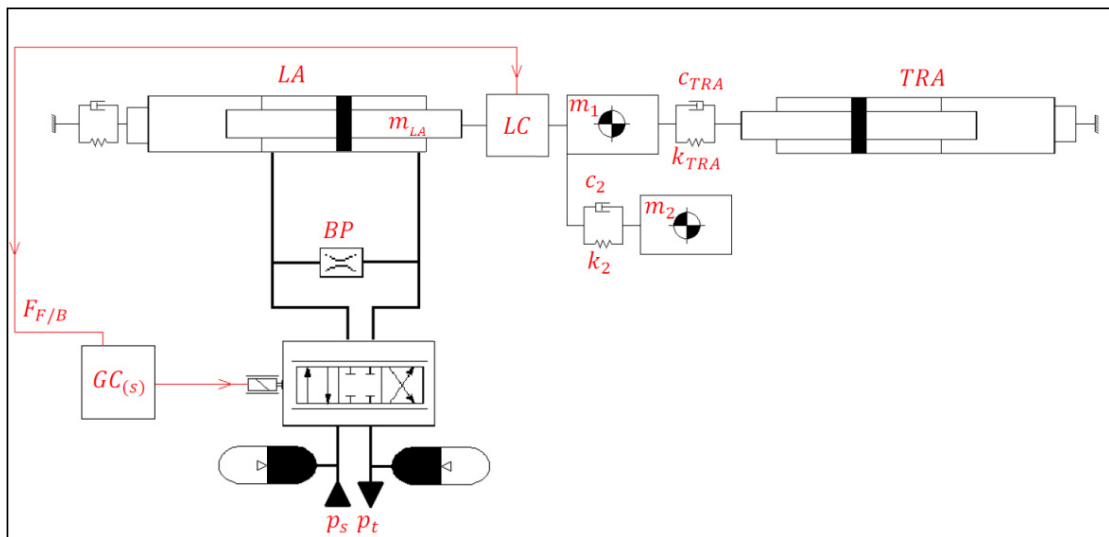 LA
c_TRA
TRA
m_1
m_LA
LC
k_TRA
c_2
m_2
BP
k_2
F_F/B
GC_(s)
p_s p_t